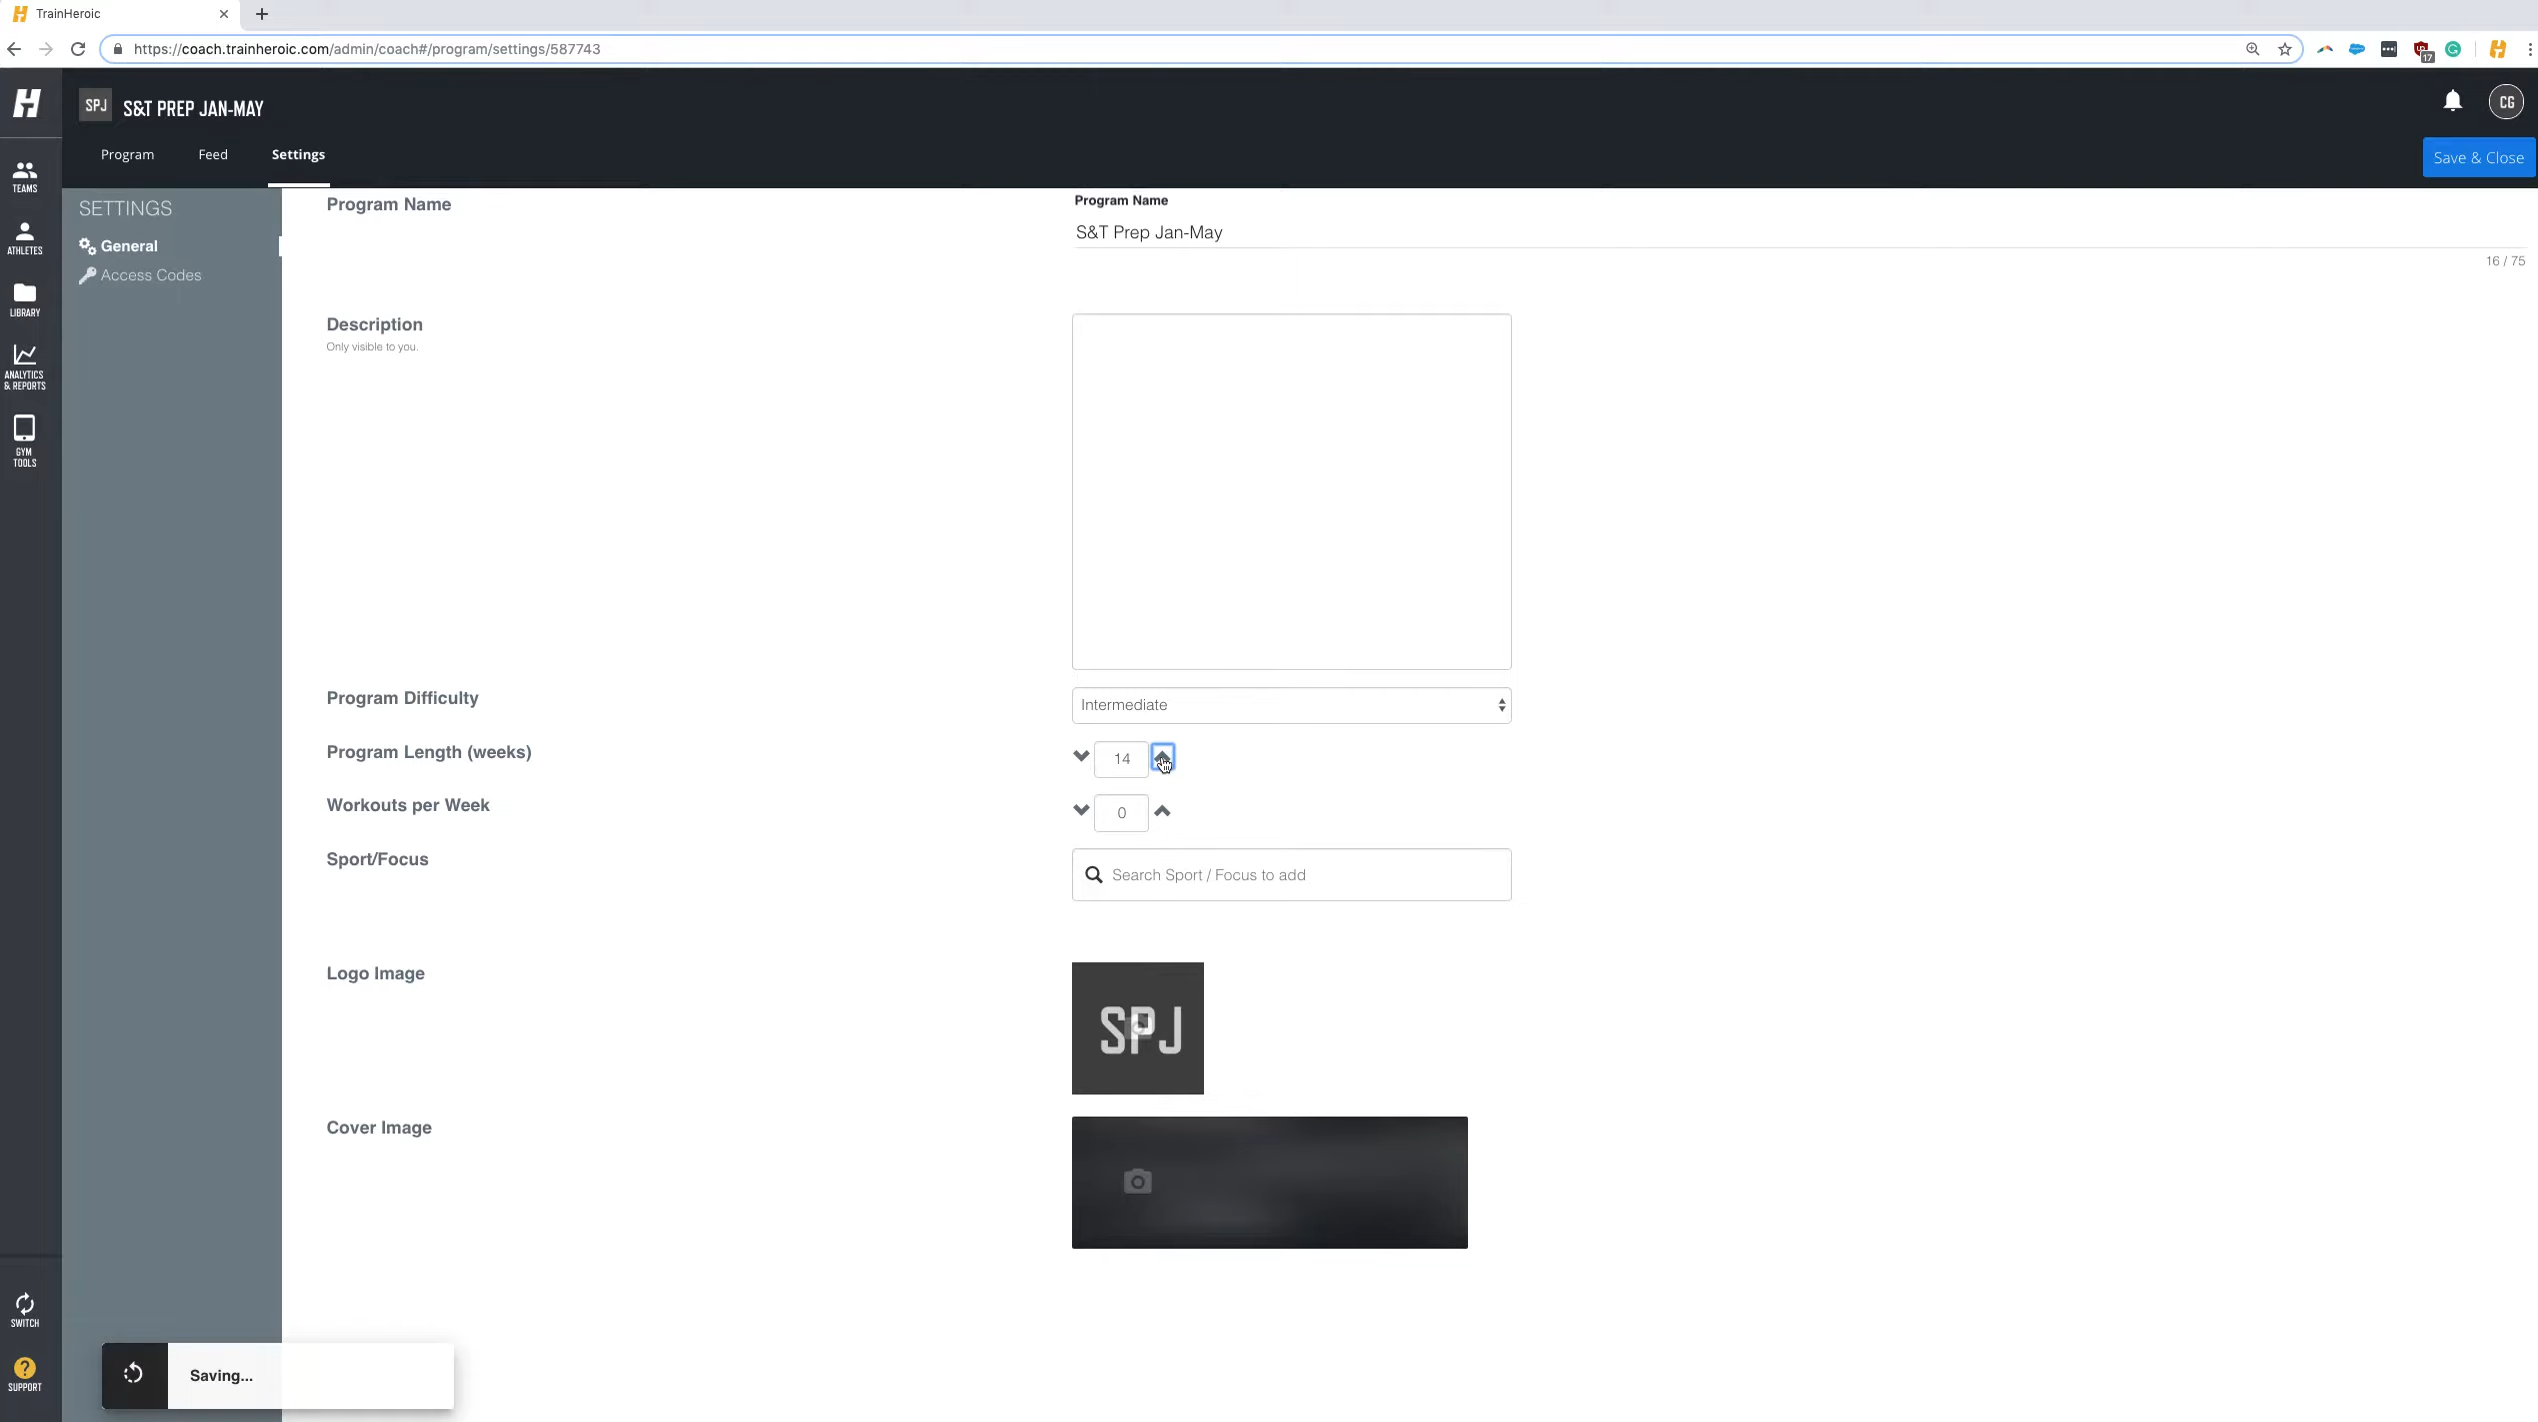 TrainHeroic
https://coach.trainheroic.com/admin/coach#/program/settings/587743
17
SPJ S&T PREP JAN-MAY
CG
Program Feed Settings
Save & Close
TEAMS
ATHLETES
LIBRARY
ANALYTICS
& REPORTS
GYM
TOOLS
SWITCH
SUPPORT
SETTINGS
General
Access Codes
Program Name
Program Name
S&T Prep Jan-May
16 / 75
Description
Only visible to you.
Program Difficulty
Intermediate
Program Length (weeks)
14
Workouts per Week
0
Sport/Focus
Search Sport / Focus to add
Logo Image
SPJ
Cover Image
Saving...